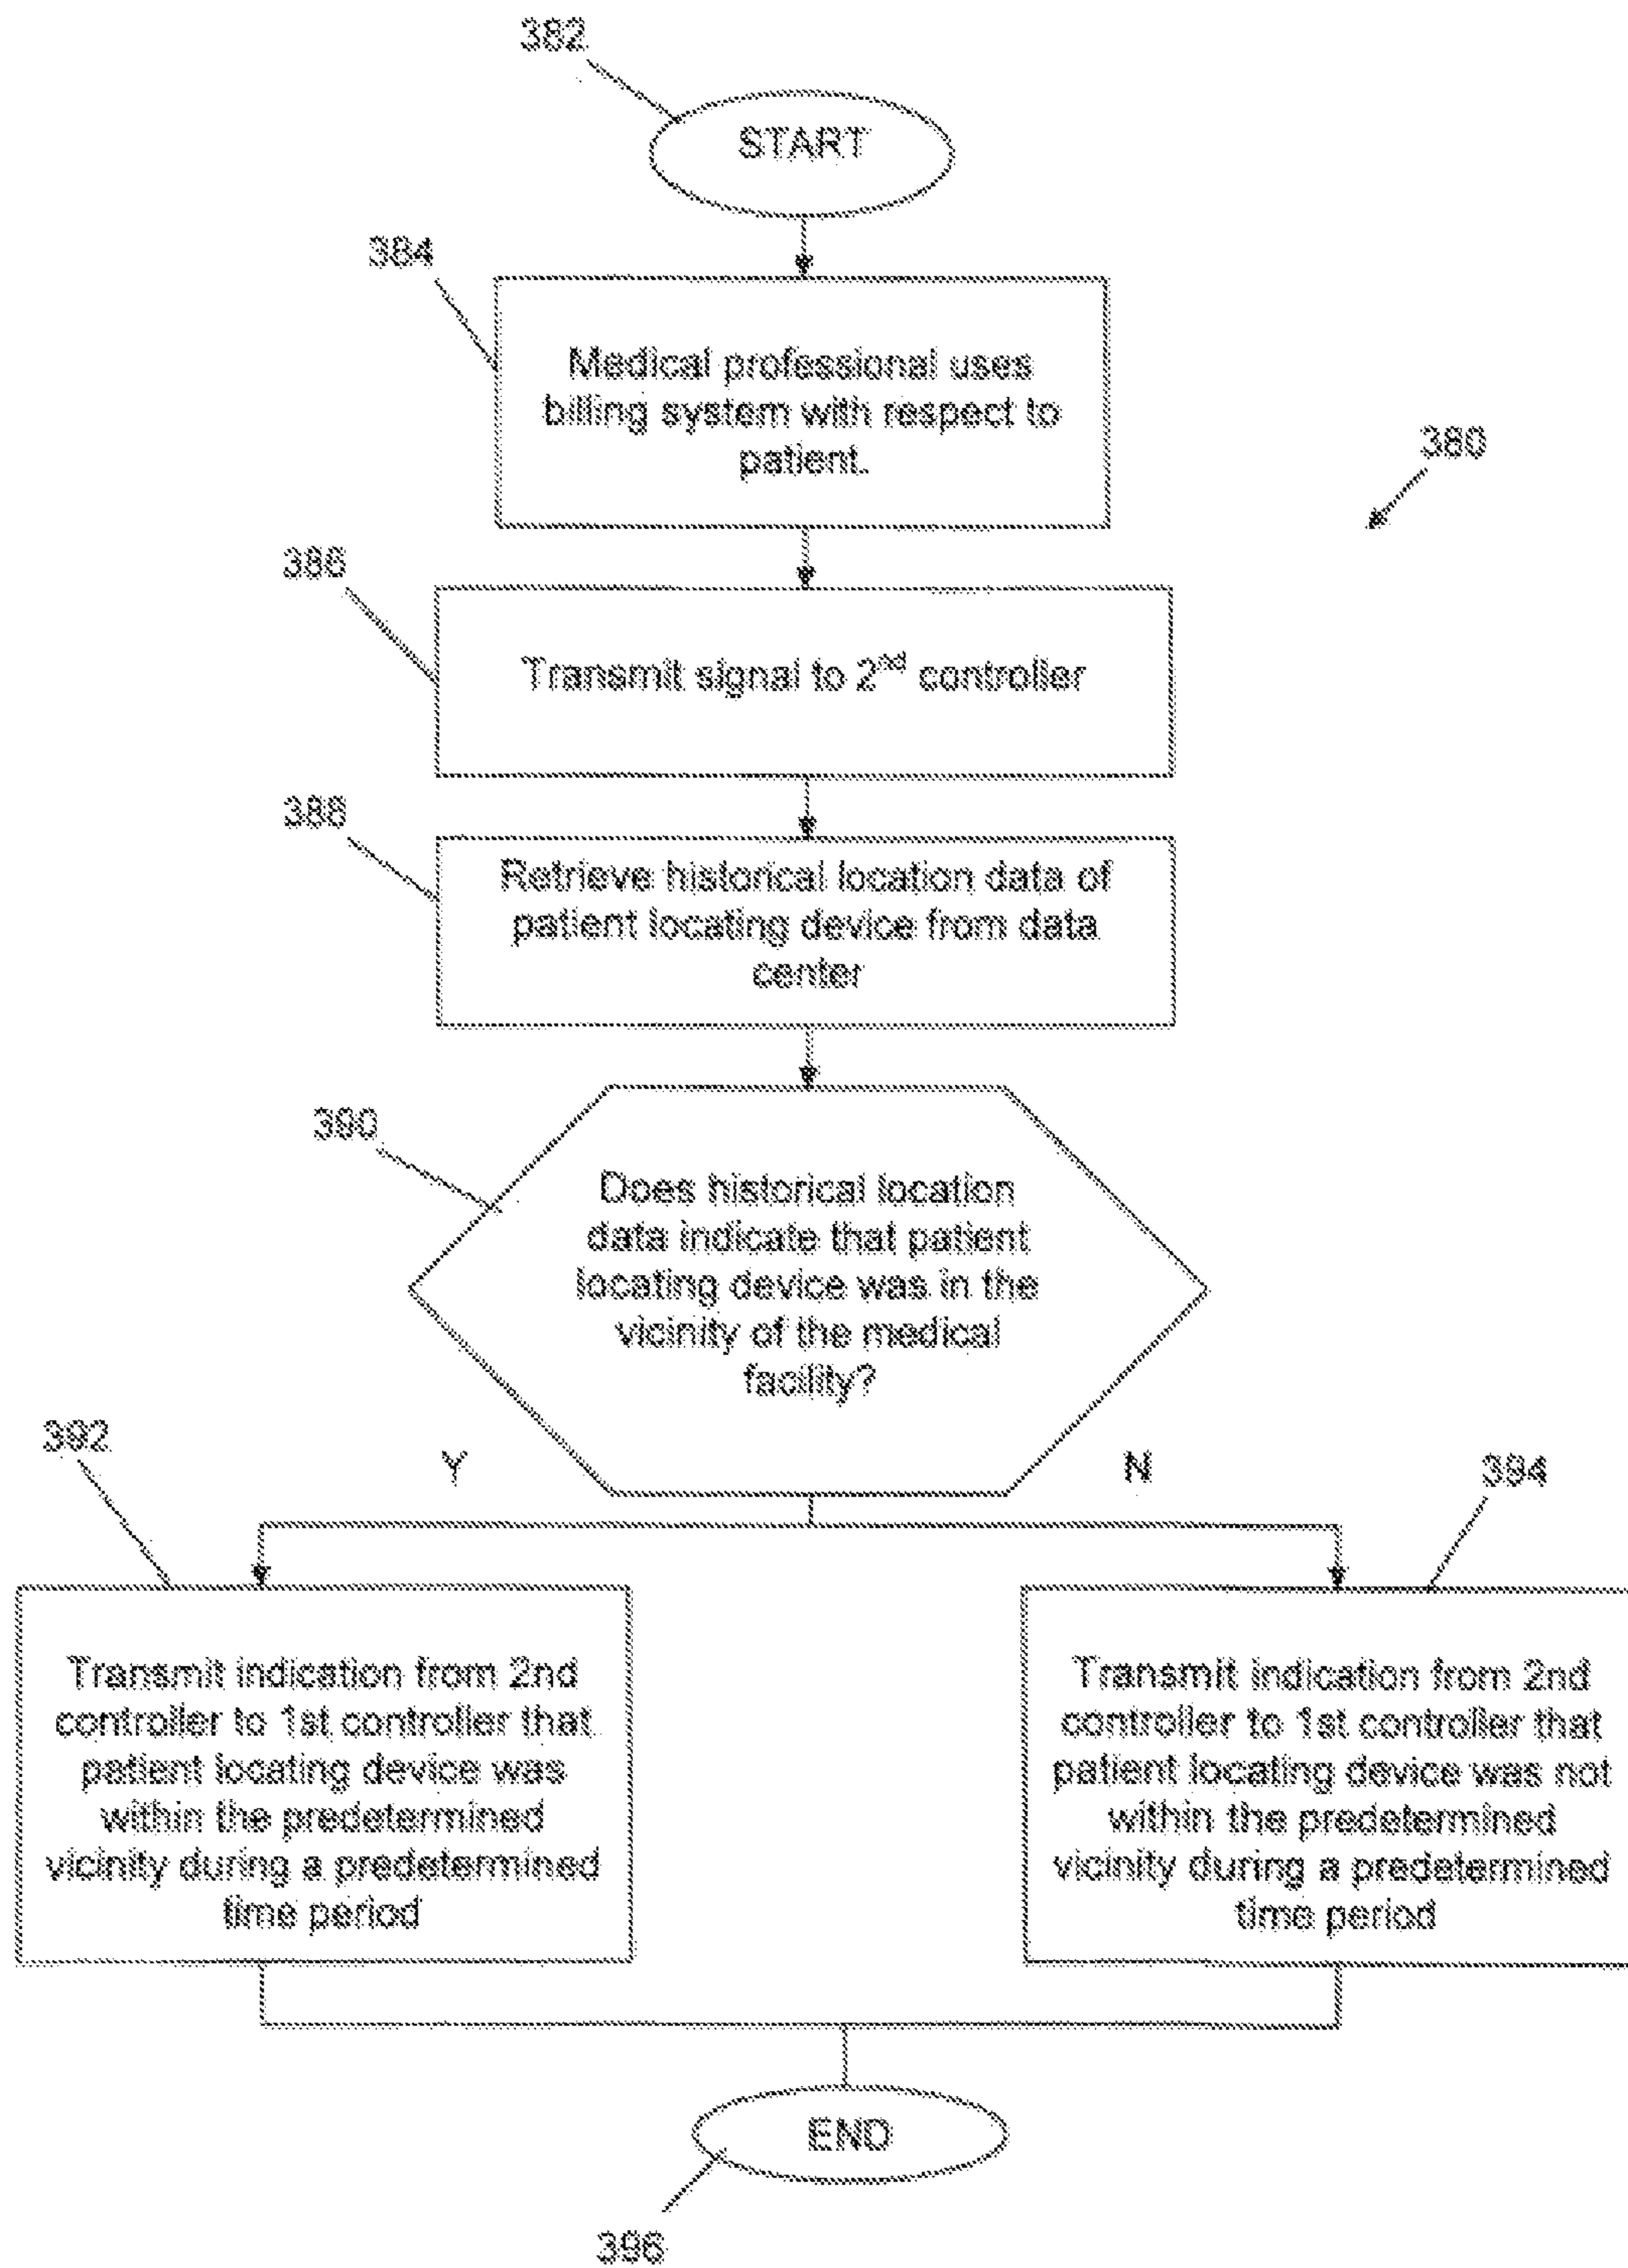 382
START
384
Medical professional uses
billing system with respect to
patient.
380
386
Transmit signal to 2nd controller
388
Retrieve historical location data of
patient locating device from data
center
390
Does historical location
data indicate that patient
locating device was in the
vicinity of the medical
facility?
392
Y
N
394
Transmit indication from 2nd
controller to 1st controller that
patient locating device was
within the predetermined
vicinity during a predetermined
time period
Transmit indication from 2nd
controller to 1st controller that
patient locating device was not
within the predetermined
vicinity during a predetermined
time period
END
396